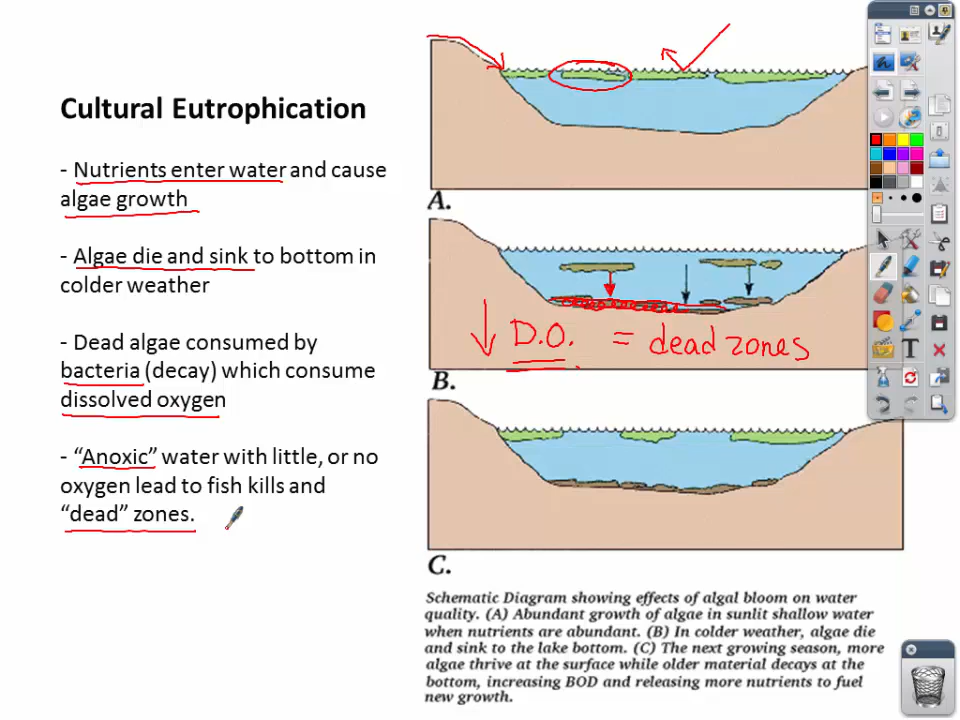 Cultural Eutrophication
- Nutrients enter water and cause
algae growth
- Algae die and sink to bottom in
colder weather
- Dead algae consumed by
bacteria (decay) which consume
dissolved oxygen
- “Anoxic” water with little, or no
oxygen lead to fish kills and
“dead” zones.
A.
↓ D.O. = dead zones
B.
C.
Schematic Diagram showing effects of algal bloom on water
quality. (A) Abundant growth of algae in sunlit shallow water
when nutrients are abundant. (B) In colder weather, algae die
and sink to the lake bottom. (C) The next growing season, more
algae thrive at the surface while older material decays at the
bottom, increasing BOD and releasing more nutrients to fuel
new growth.
T